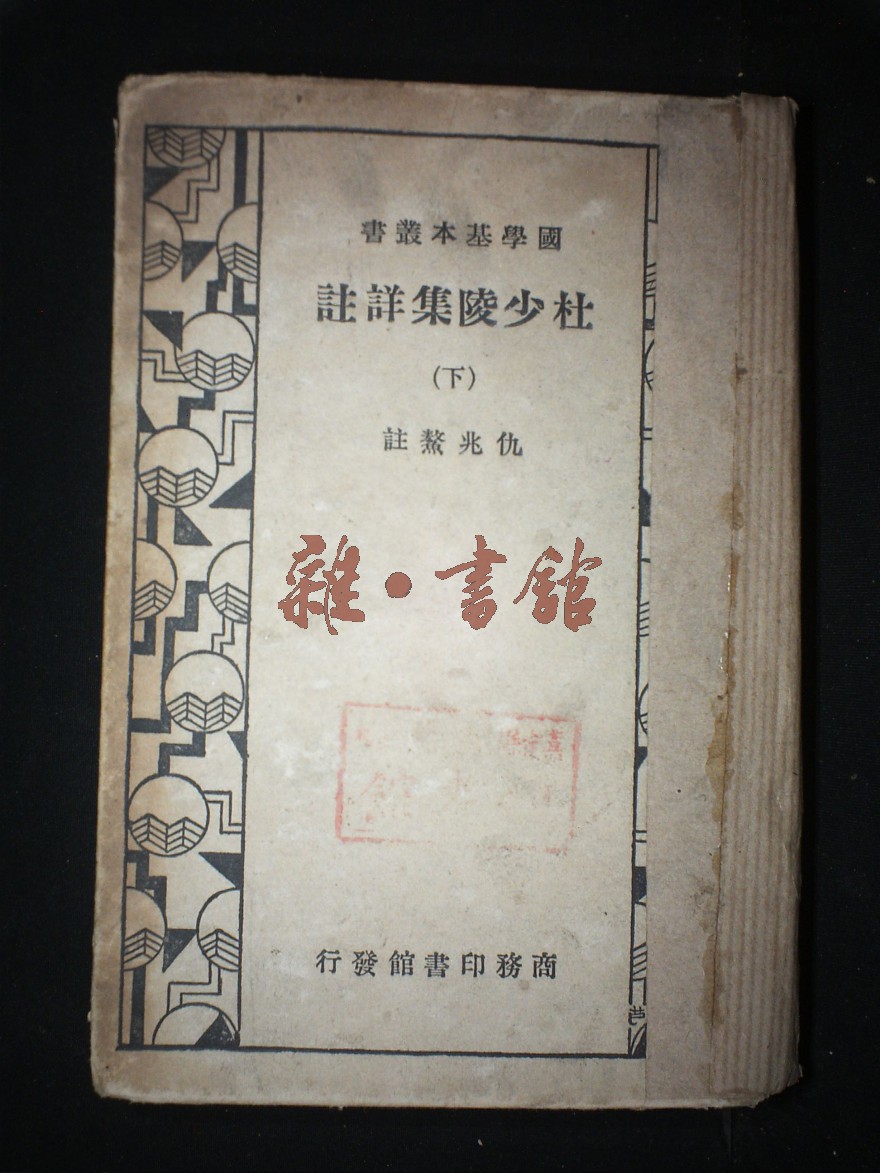 國學基本叢書
杜少陵集詳註
(下)
仇兆鰲註
雜·書館
商務印書館發行